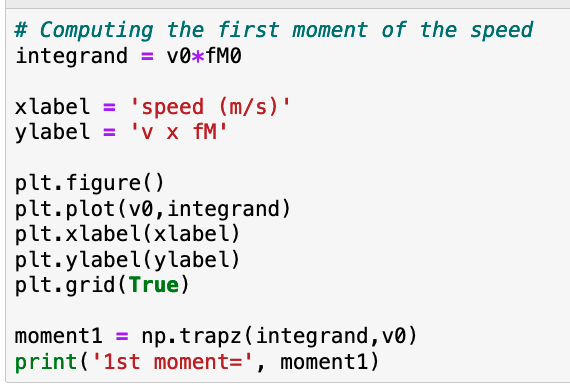 # Computing the first moment of the speed
integrand = v0*fM0
xlabel = 'speed (m/s)'
ylabel = 'v x fM'
plt.figure()
plt.plot(v0,integrand)
plt.xlabel(xlabel)
plt.ylabel(ylabel)
plt.grid(True)
moment1 = np.trapz(integrand,v0)
print('1st moment=', moment1)